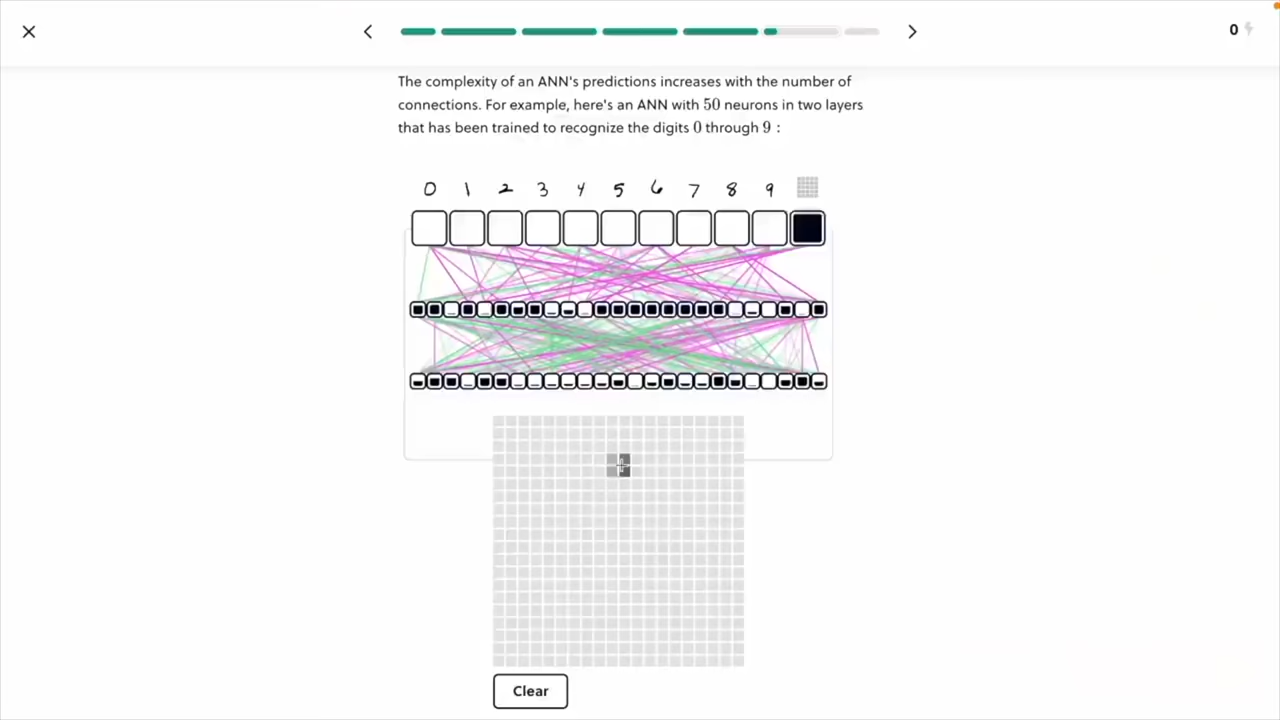 0
The complexity of an ANN's predictions increases with the number of
connections. For example, here's an ANN with 50 neurons in two layers
that has been trained to recognize the digits 0 through 9 :
0 1 2 3 4 5 6 7 8 9
Clear